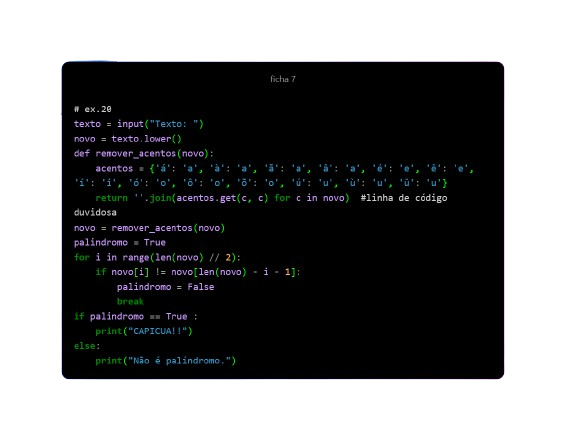 ficha 7
# ex.20
texto = input("Texto: ")
novo = texto.lower()
def remover_acentos(novo):
    acentos = {'á': 'a', 'à': 'a', 'ã': 'a', 'â': 'a', 'é': 'e', 'ê': 'e',
'í': 'i', 'ó': 'o', 'ô': 'o', 'õ': 'o', 'ú': 'u', 'ù': 'u', 'û': 'u'}
    return ''.join(acentos.get(c, c) for c in novo)  #linha de código
duvidosa
novo = remover_acentos(novo)
palindromo = True
for i in range(len(novo) // 2):
    if novo[i] != novo[len(novo) - i - 1]:
        palindromo = False
        break
if palindromo == True :
    print("CAPICUA!!")
else:
    print("Não é palíndromo.")